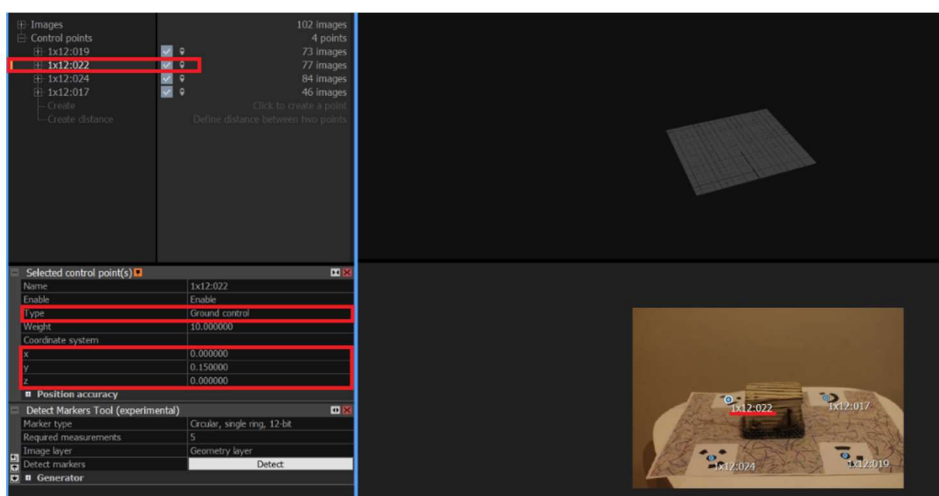 Images 102 images
Control points 4 points
1x12:019 73 images
1x12:022 77 images
1x12:024 84 images
1x12:017 46 images
Create Click to create a point
Create distance Define distance between two points
Selected control point(s)
Name 1x12:022
Enable Enable
Type Ground control
Weight 10.000000
Coordinate system
x 0.000000
y 0.150000
z 0.000000
Position accuracy
Detect Markers Tool (experimental)
Marker type Circular, single ring, 12-bit
Required measurements 5
Image layer Geometry layer
Detect markers Detect
Generator
1x12:022
1x12:017
1x12:024
1x12:019